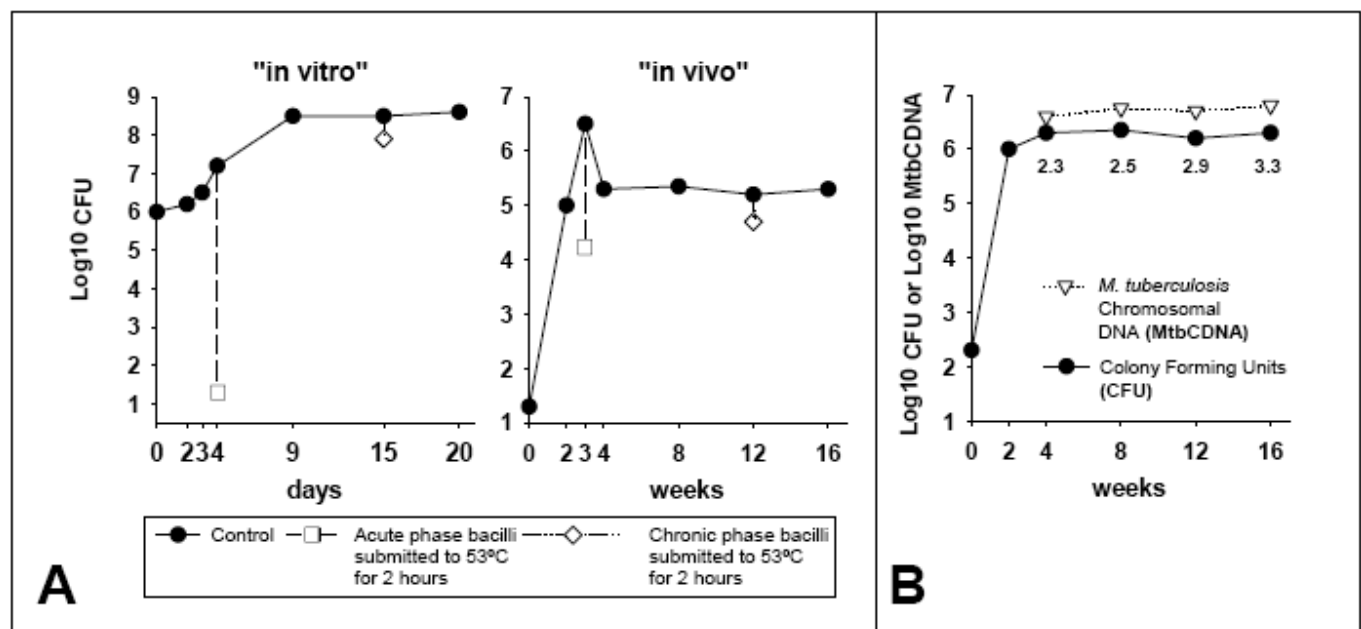 "in vitro"
Log10 CFU
9
8
7
6
5
4
3
2
1
0 2 3 4 9 15 20
days
"in vivo"
7
6
5
4
3
2
1
0 2 3 4 8 12 16
weeks
Control
Acute phase bacilli
submitted to 53ºC
for 2 hours
Chronic phase bacilli
submitted to 53ºC
for 2 hours
A
Log10 CFU or Log10 MtbCDNA
7
6
5
4
3
2
1
2.3 2.5 2.9 3.3
M. tuberculosis
Chromosomal
DNA (MtbCDNA)
Colony Forming Units
(CFU)
0 2 4 8 12 16
weeks
B